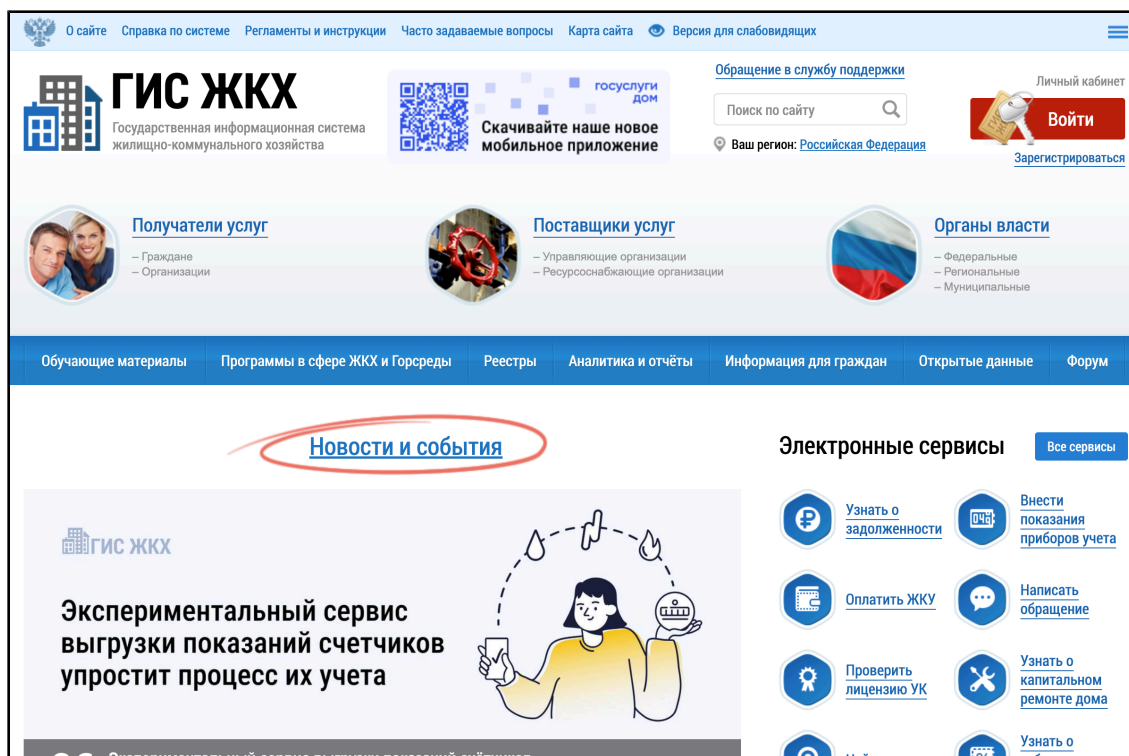 О сайте Справка по системе Регламенты и инструкции Часто задаваемые вопросы Карта сайта Версия для слабовидящих
ГИС ЖКХ
Государственная информационная система
жилищно-коммунального хозяйства
госуслуги
дом
Скачивайте наше новое
мобильное приложение
Обращение в службу поддержки
Поиск по сайту
Ваш регион: Российская Федерация
Личный кабинет
Войти
Зарегистрироваться
Получатели услуг
– Граждане
– Организации
Поставщики услуг
– Управляющие организации
– Ресурсоснабжающие организации
Органы власти
– Федеральные
– Региональные
– Муниципальные
Обучающие материалы Программы в сфере ЖКХ и Горсреды Реестры Аналитика и отчёты Информация для граждан Открытые данные Форум
Новости и события
ГИС ЖКХ
Экспериментальный сервис
выгрузки показаний счетчиков
упростит процесс их учета
Экспериментальный сервис выгрузки показаний счётчиков
Электронные сервисы
Все сервисы
Узнать о
задолженности
Внести
показания
приборов учета
Оплатить ЖКУ
Написать
обращение
Проверить
лицензию УК
Узнать о
капитальном
ремонте дома
Узнать о